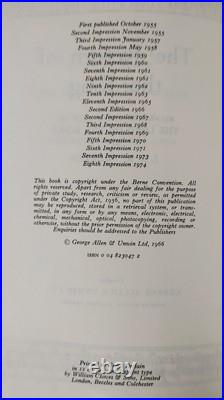 First published October 1955
Second Impression November 1955
Third Impression January 1957
Fourth Impression May 1958
Fifth Impression 1959
Sixth Impression 1960
Seventh Impression 1961
Eighth Impression 1961
Ninth Impression 1962
Tenth Impression 1963
Eleventh Impression 1965
Second Edition 1966
Second Impression 1967
Third Impression 1968
Fourth Impression 1969
Fifth Impression 1970
Sixth Impression 1971
Seventh Impression 1973
Eighth Impression 1974
This book is copyright under the Berne Convention. All
rights reserved. Apart from any fair dealing for the purpose
of private study, research, criticism or review, as permitted
under the Copyright Act, 1956, no part of this publication
may be reproduced, stored in a retrieval system, or trans-
mitted, in any form or by any means, electronic, electrical,
chemical, mechanical, optical, photocopying, recording or
otherwise, without the prior permission of the copyright owner.
Enquiries should be addressed to the Publishers
© George Allen & Unwin Ltd, 1966
ISBN 0 04 823047 2
in 11
type
by William Clowes & Sons, Limited
London, Beccles and Colchester